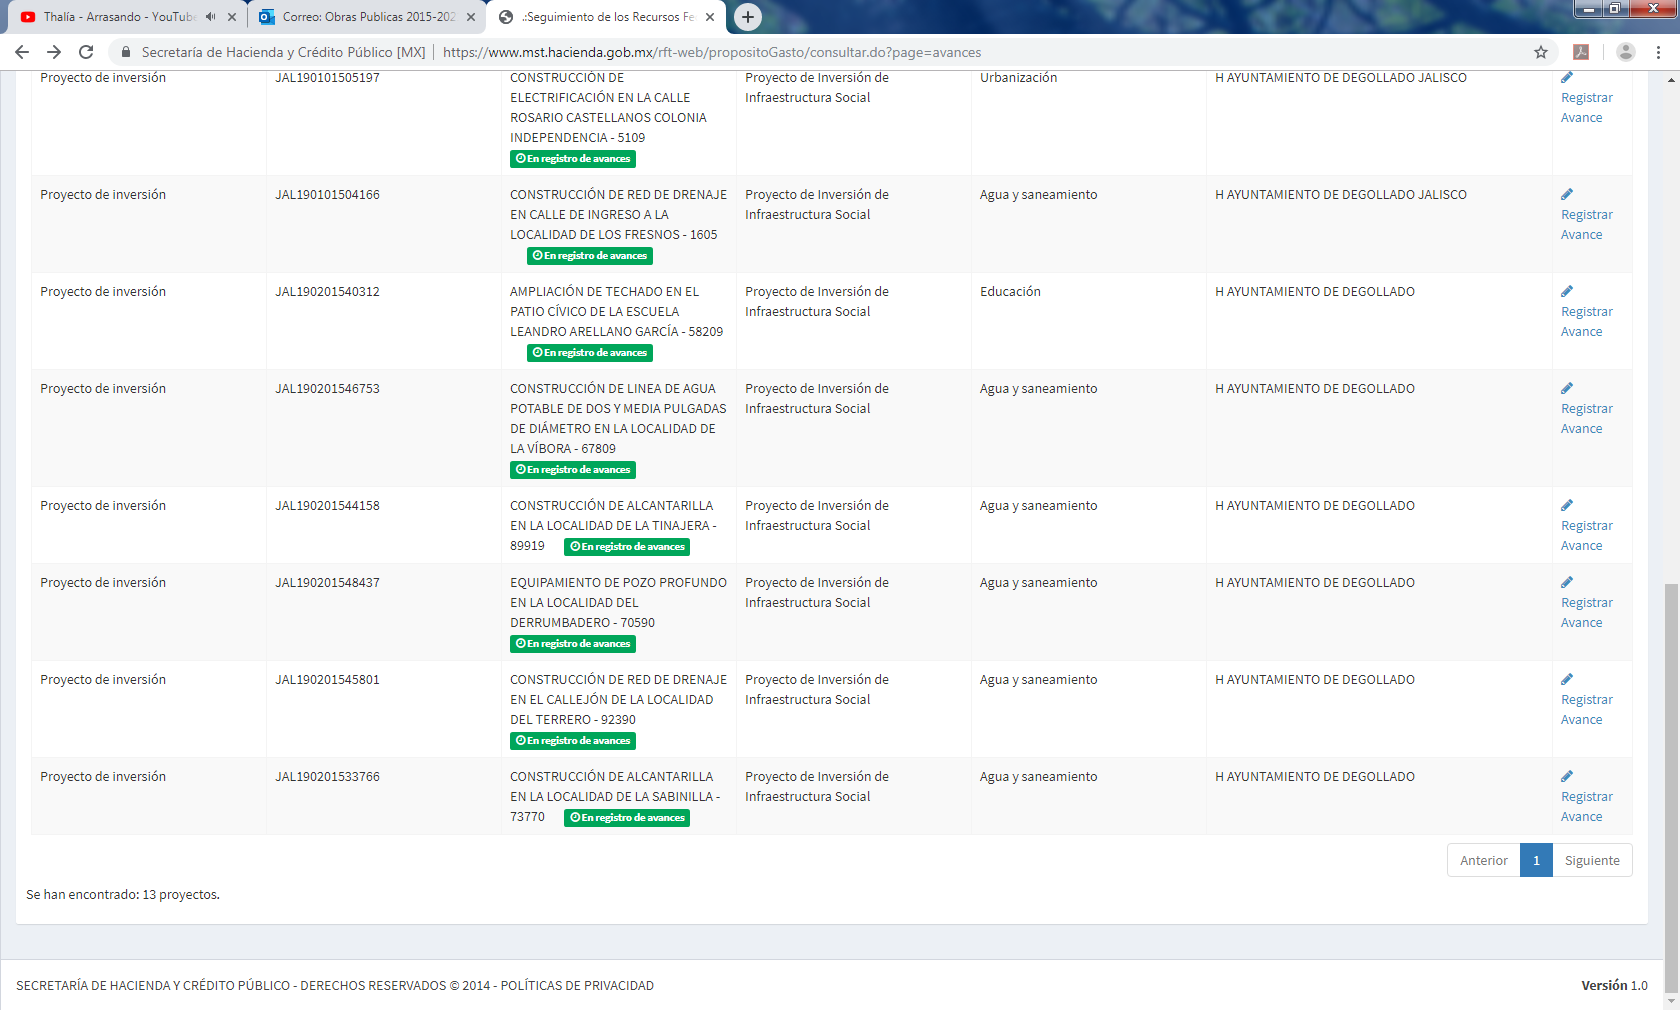 Thalía - Arrasando - YouTube
Correo: Obras Publicas 2015-202
.:Seguimiento de los Recursos Fe
Secretaría de Hacienda y Crédito Público [MX] | https://www.mst.hacienda.gob.mx/rft-web/propositoGasto/consultar.do?page=avances
Proyecto de inversión JAL190101505197 CONSTRUCCIÓN DE Proyecto de Inversión de Urbanización H AYUNTAMIENTO DE DEGOLLADO JALISCO
ELECTRIFICACIÓN EN LA CALLE Infraestructura Social Registrar
ROSARIO CASTELLANOS COLONIA Avance
INDEPENDENCIA - 5109
En registro de avances
Proyecto de inversión JAL190101504166 CONSTRUCCIÓN DE RED DE DRENAJE Proyecto de Inversión de Agua y saneamiento H AYUNTAMIENTO DE DEGOLLADO JALISCO
EN CALLE DE INGRESO A LA Infraestructura Social Registrar
LOCALIDAD DE LOS FRESNOS - 1605 Avance
En registro de avances
Proyecto de inversión JAL190201540312 AMPLIACIÓN DE TECHADO EN EL Proyecto de Inversión de Educación H AYUNTAMIENTO DE DEGOLLADO
PATIO CÍVICO DE LA ESCUELA Infraestructura Social Registrar
LEANDRO ARELLANO GARCÍA - 58209 Avance
En registro de avances
Proyecto de inversión JAL190201546753 CONSTRUCCIÓN DE LINEA DE AGUA Proyecto de Inversión de Agua y saneamiento H AYUNTAMIENTO DE DEGOLLADO
POTABLE DE DOS Y MEDIA PULGADAS Infraestructura Social Registrar
DE DIÁMETRO EN LA LOCALIDAD DE Avance
LA VÍBORA - 67809
En registro de avances
Proyecto de inversión JAL190201544158 CONSTRUCCIÓN DE ALCANTARILLA Proyecto de Inversión de Agua y saneamiento H AYUNTAMIENTO DE DEGOLLADO
EN LA LOCALIDAD DE LA TINAJERA - Infraestructura Social Registrar
89919 En registro de avances Avance
Proyecto de inversión JAL190201548437 EQUIPAMIENTO DE POZO PROFUNDO Proyecto de Inversión de Agua y saneamiento H AYUNTAMIENTO DE DEGOLLADO
EN LA LOCALIDAD DEL Infraestructura Social Registrar
DERRUMBADERO - 70590 Avance
En registro de avances
Proyecto de inversión JAL190201545801 CONSTRUCCIÓN DE RED DE DRENAJE Proyecto de Inversión de Agua y saneamiento H AYUNTAMIENTO DE DEGOLLADO
EN EL CALLEJÓN DE LA LOCALIDAD Infraestructura Social Registrar
DEL TERRERO - 92390 Avance
En registro de avances
Proyecto de inversión JAL190201533766 CONSTRUCCIÓN DE ALCANTARILLA Proyecto de Inversión de Agua y saneamiento H AYUNTAMIENTO DE DEGOLLADO
EN LA LOCALIDAD DE LA SABINILLA - Infraestructura Social Registrar
73770 En registro de avances Avance
Anterior 1 Siguiente
Se han encontrado: 13 proyectos.
SECRETARÍA DE HACIENDA Y CRÉDITO PÚBLICO - DERECHOS RESERVADOS © 2014 - POLÍTICAS DE PRIVACIDAD Versión 1.0